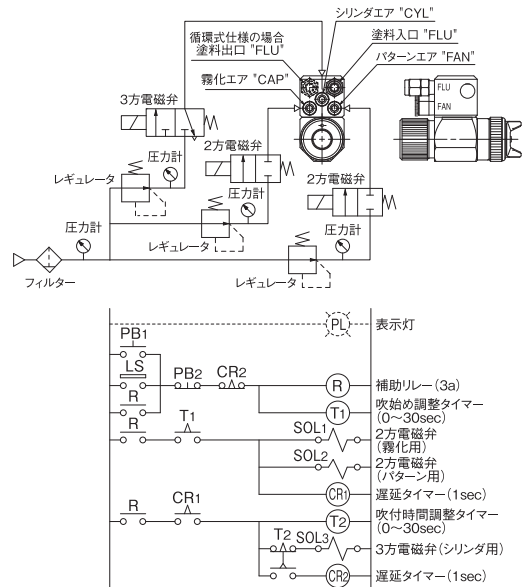 シリンダエア "CYL"
循環式仕様の場合
塗料出口 "FLU"
塗料入口 "FLU"
パターンエア "FAN"
霧化エア "CAP"
3方電磁弁
FLU
FAN
2方電磁弁
圧力計
レギュレータ
2方電磁弁
圧力計
圧力計
レギュレータ
圧力計
フィルター
レギュレータ
PL
表示灯
PB1
LS
PB2
CR2
R
R
補助リレー(3a)
T1
吹始め調整タイマー
(0〜30sec)
R
T1
SOL1
2方電磁弁
(霧化用)
SOL2
2方電磁弁
(パターン用)
CR1
遅延タイマー(1sec)
R
CR1
T2
吹付時間調整タイマー
(0〜30sec)
T2
SOL3
3方電磁弁(シリンダ用)
CR2
遅延タイマー(1sec)